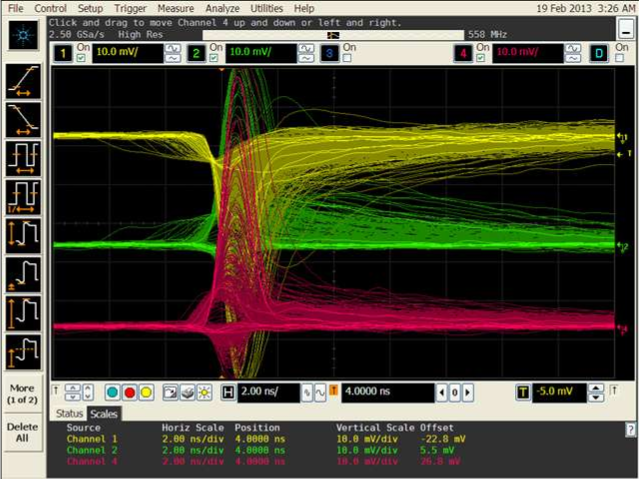 File Control Setup Trigger Measure Analyze Utilities Help 19 Feb 2013 3:26 AM
Click and drag to move Channel 4 up and down or left and right.
2.50 GSa/s High Res 558 MHz
1 On 10.0 mV/ 2 On 10.0 mV/ 3 On 4 On 10.0 mV/ D On
1
T
2
4
More
(1 of 2)
Delete
All
H 2.00 ns/ 4.0000 ns 0 T -5.0 mV
Status Scales
Source Horiz Scale Position Vertical Scale Offset
Channel 1 2.00 ns/div 4.0000 ns 10.0 mV/div -22.8 mV
Channel 2 2.00 ns/div 4.0000 ns 10.0 mV/div 5.5 mV
Channel 4 2.00 ns/div 4.0000 ns 10.0 mV/div 26.8 mV
?